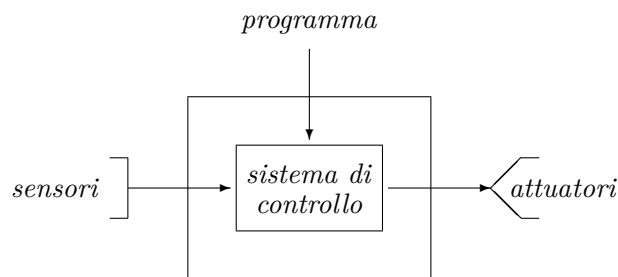 programma
sensori
sistema di
controllo
attuatori